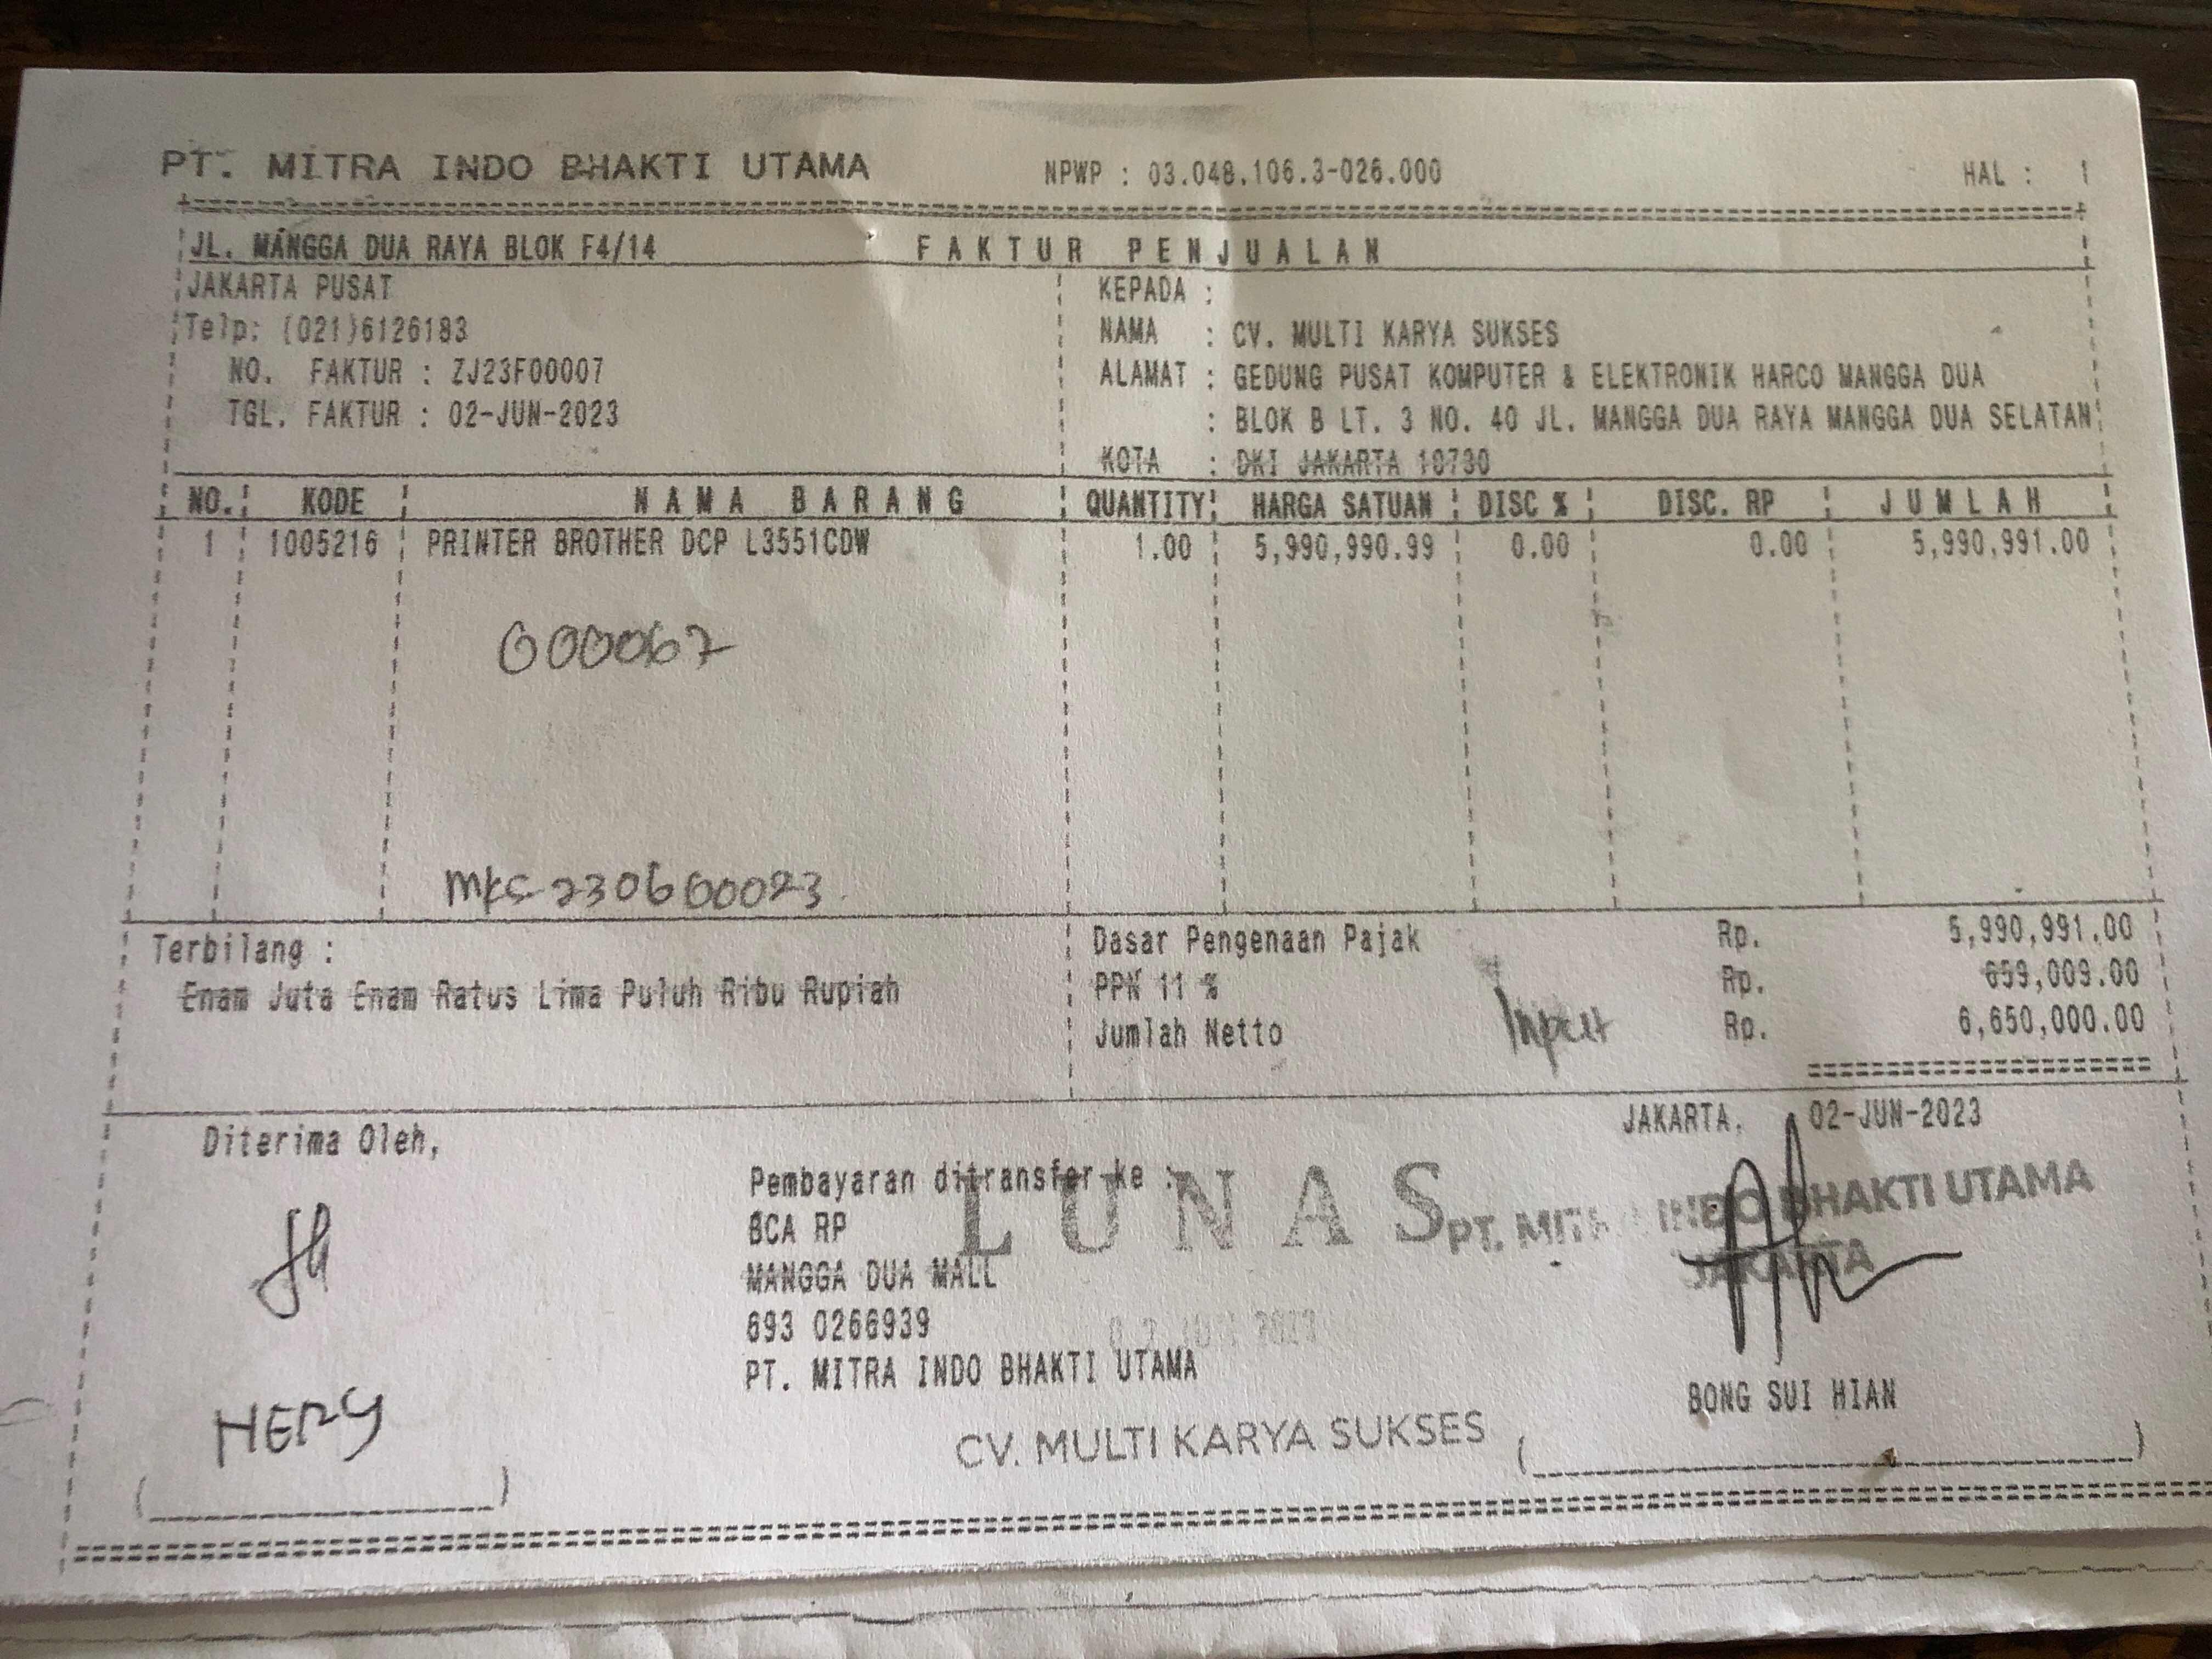 PT. MITRA INDO BHAKTI UTAMA NPWP : 03.048.106.3-026.000 HAL : 1
JL. MANGGA DUA RAYA BLOK F4/14 FAKTUR PENJUALAN
JAKARTA PUSAT KEPADA :
Telp: (021)6126183 NAMA : CV. MULTI KARYA SUKSES
NO. FAKTUR : ZJ23F00007 ALAMAT : GEDUNG PUSAT KOMPUTER & ELEKTRONIK HARCO MANGGA DUA
TGL. FAKTUR : 02-JUN-2023 : BLOK B LT. 3 NO. 40 JL. MANGGA DUA RAYA MANGGA DUA SELATAN
KOTA : DKI JAKARTA 10730
NO. KODE NAMA BARANG QUANTITY HARGA SATUAN DISC % DISC. RP JUMLAH
1 1005216 PRINTER BROTHER DCP L3551CDW 1.00 5,990,990.99 0.00 0.00 5,990,991.00
000067
MKS 230600023
Terbilang : Dasar Pengenaan Pajak Rp. 5,990,991.00
Enam Juta Enam Ratus Lima Puluh Ribu Rupiah PPN 11 % Rp. 659,009.00
Jumlah Netto Input Rp. 6,650,000.00
JAKARTA, 02-JUN-2023
Diterima Oleh,
Pembayaran ditransfer ke :
LUNAS
PT. MITRA INDO BHAKTI UTAMA
JAKARTA
BCA RP
MANGGA DUA MALL
693 0266939
PT. MITRA INDO BHAKTI UTAMA
BONG SUI HIAN
HERY
CV. MULTI KARYA SUKSES